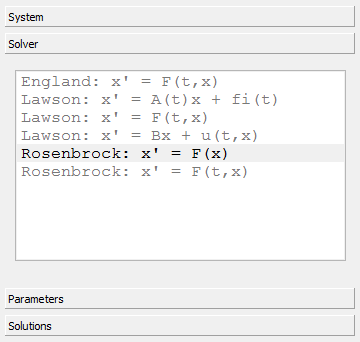 System
Solver
England: x' = F(t,x)
Lawson: x' = A(t)x + fi(t)
Lawson: x' = F(t,x)
Lawson: x' = Bx + u(t,x)
Rosenbrock: x' = F(x)
Rosenbrock: x' = F(t,x)
Parameters
Solutions